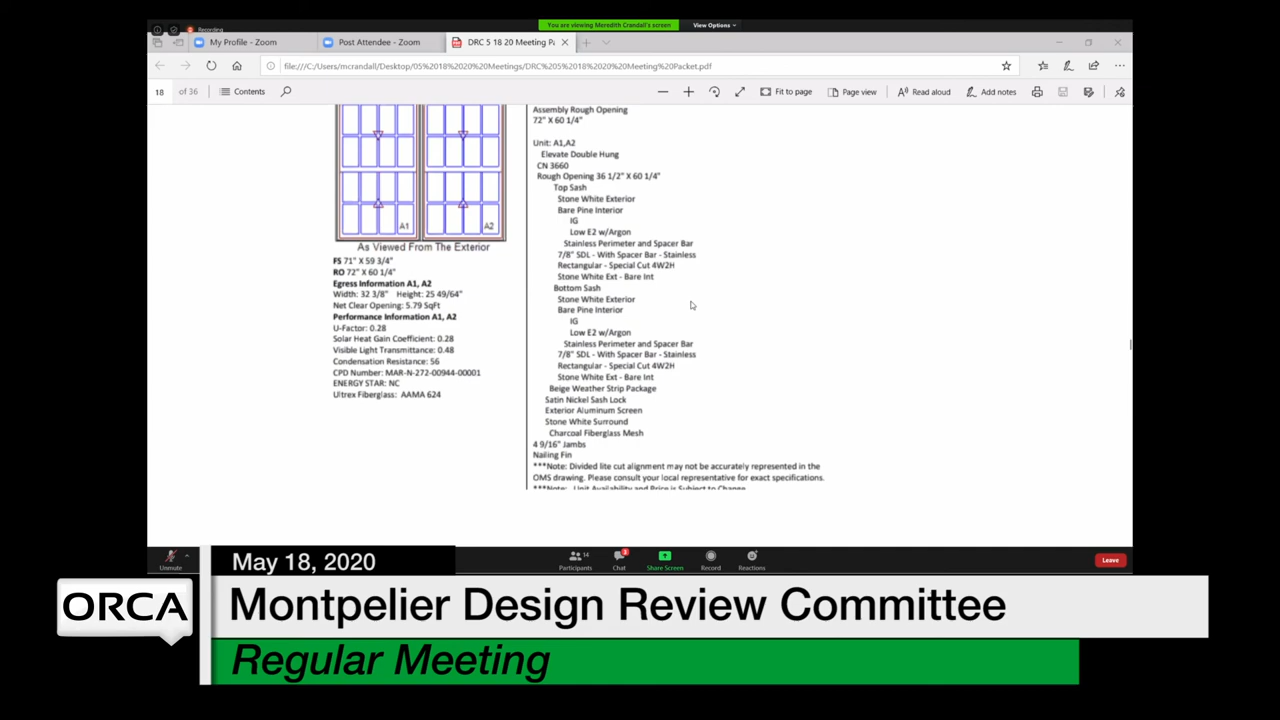 Recording
You are viewing Meredith Crandall's screen
View Options
My Profile - Zoom
Post Attendee - Zoom
DRC 5 18 20 Meeting Pa
file:///C:/Users/mcrandall/Desktop/05%2018%2020%20Meetings/DRC%205%2018%2020%20Meeting%20Packet.pdf
18 of 36
Contents
Fit to page
Page view
Read aloud
Add notes
A1
A2
As Viewed From The Exterior
FS 71" X 59 3/4"
RO 72" X 60 1/4"
Egress Information A1, A2
Width: 32 3/8" Height: 25 49/64"
Net Clear Opening: 5.79 SqFt
Performance Information A1, A2
U-Factor: 0.28
Solar Heat Gain Coefficient: 0.28
Visible Light Transmittance: 0.48
Condensation Resistance: 56
CPD Number: MAR-N-272-00944-00001
ENERGY STAR: NC
Ultrex Fiberglass: AAMA 624
Assembly Rough Opening
72" X 60 1/4"
Unit: A1,A2
Elevate Double Hung
CN 3660
Rough Opening 36 1/2" X 60 1/4"
Top Sash
Stone White Exterior
Bare Pine Interior
IG
Low E2 w/Argon
Stainless Perimeter and Spacer Bar
7/8" SDL - With Spacer Bar - Stainless
Rectangular - Special Cut 4W2H
Stone White Ext - Bare Int
Bottom Sash
Stone White Exterior
Bare Pine Interior
IG
Low E2 w/Argon
Stainless Perimeter and Spacer Bar
7/8" SDL - With Spacer Bar - Stainless
Rectangular - Special Cut 4W2H
Stone White Ext - Bare Int
Beige Weather Strip Package
Satin Nickel Sash Lock
Exterior Aluminum Screen
Stone White Surround
Charcoal Fiberglass Mesh
4 9/16" Jambs
Nailing Fin
***Note: Divided lite cut alignment may not be accurately represented in the
OMS drawing. Please consult your local representative for exact specifications.
***Note: Unit Availability and Price is Subject to Change
Unmute
14
Participants
Chat
Share Screen
Record
Reactions
Leave
May 18, 2020
ORCA
Montpelier Design Review Committee
Regular Meeting